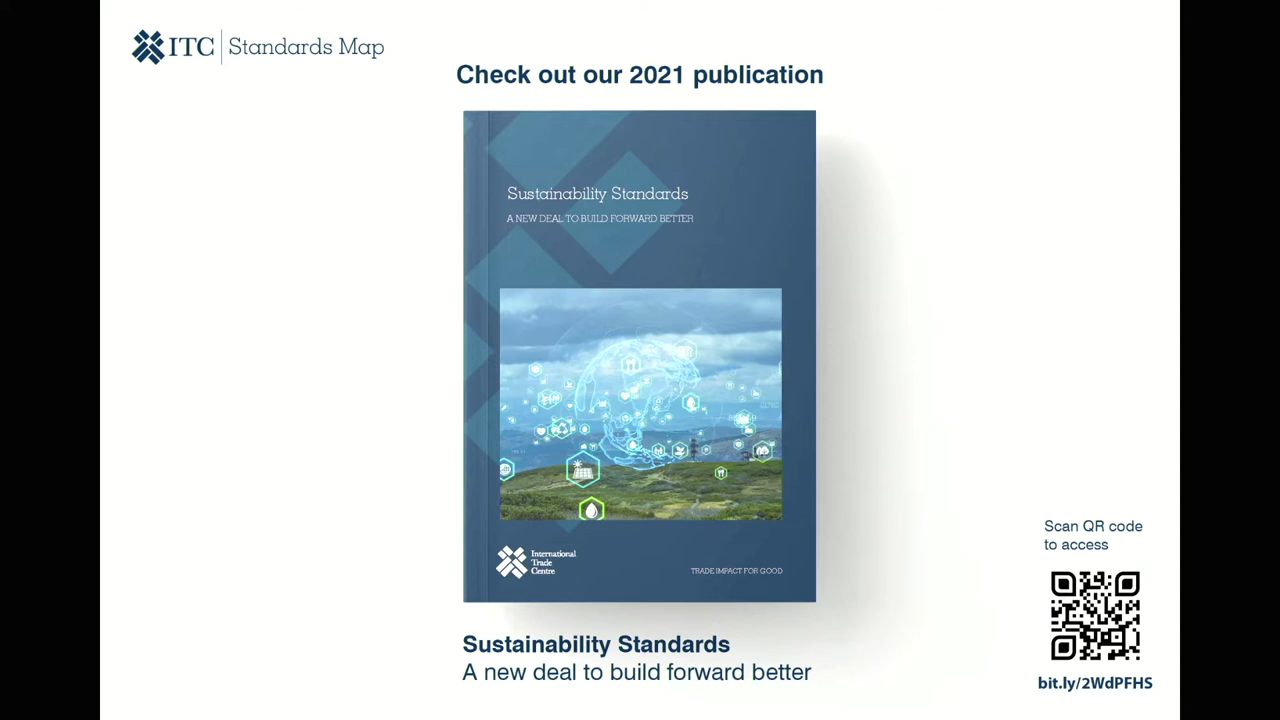 ITC Standards Map
Check out our 2021 publication
Sustainability Standards
A NEW DEAL TO BUILD FORWARD BETTER
International
Trade
Centre
TRADE IMPACT FOR GOOD
Sustainability Standards
A new deal to build forward better
Scan QR code
to access
bit.ly/2WdPFHS